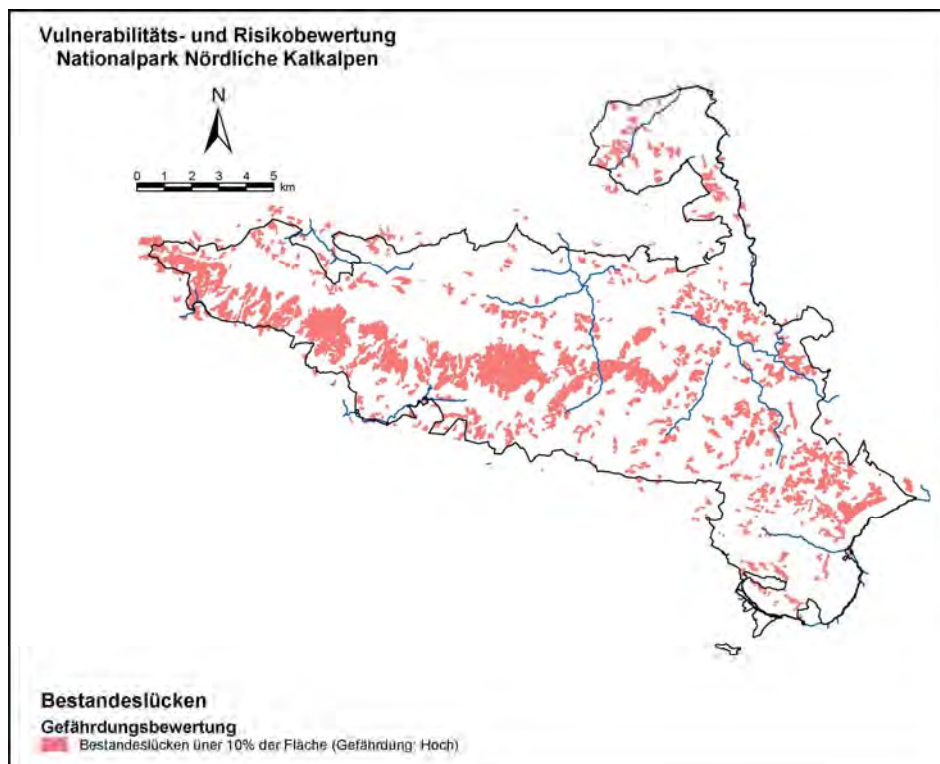 Vulnerabilitäts- und Risikobewertung
Nationalpark Nördliche Kalkalpen
N
0 1 2 3 4 5
km
Bestandeslücken
Gefährdungsbewertung
Bestandeslücken üner 10% der Fläche (Gefährdung: Hoch)